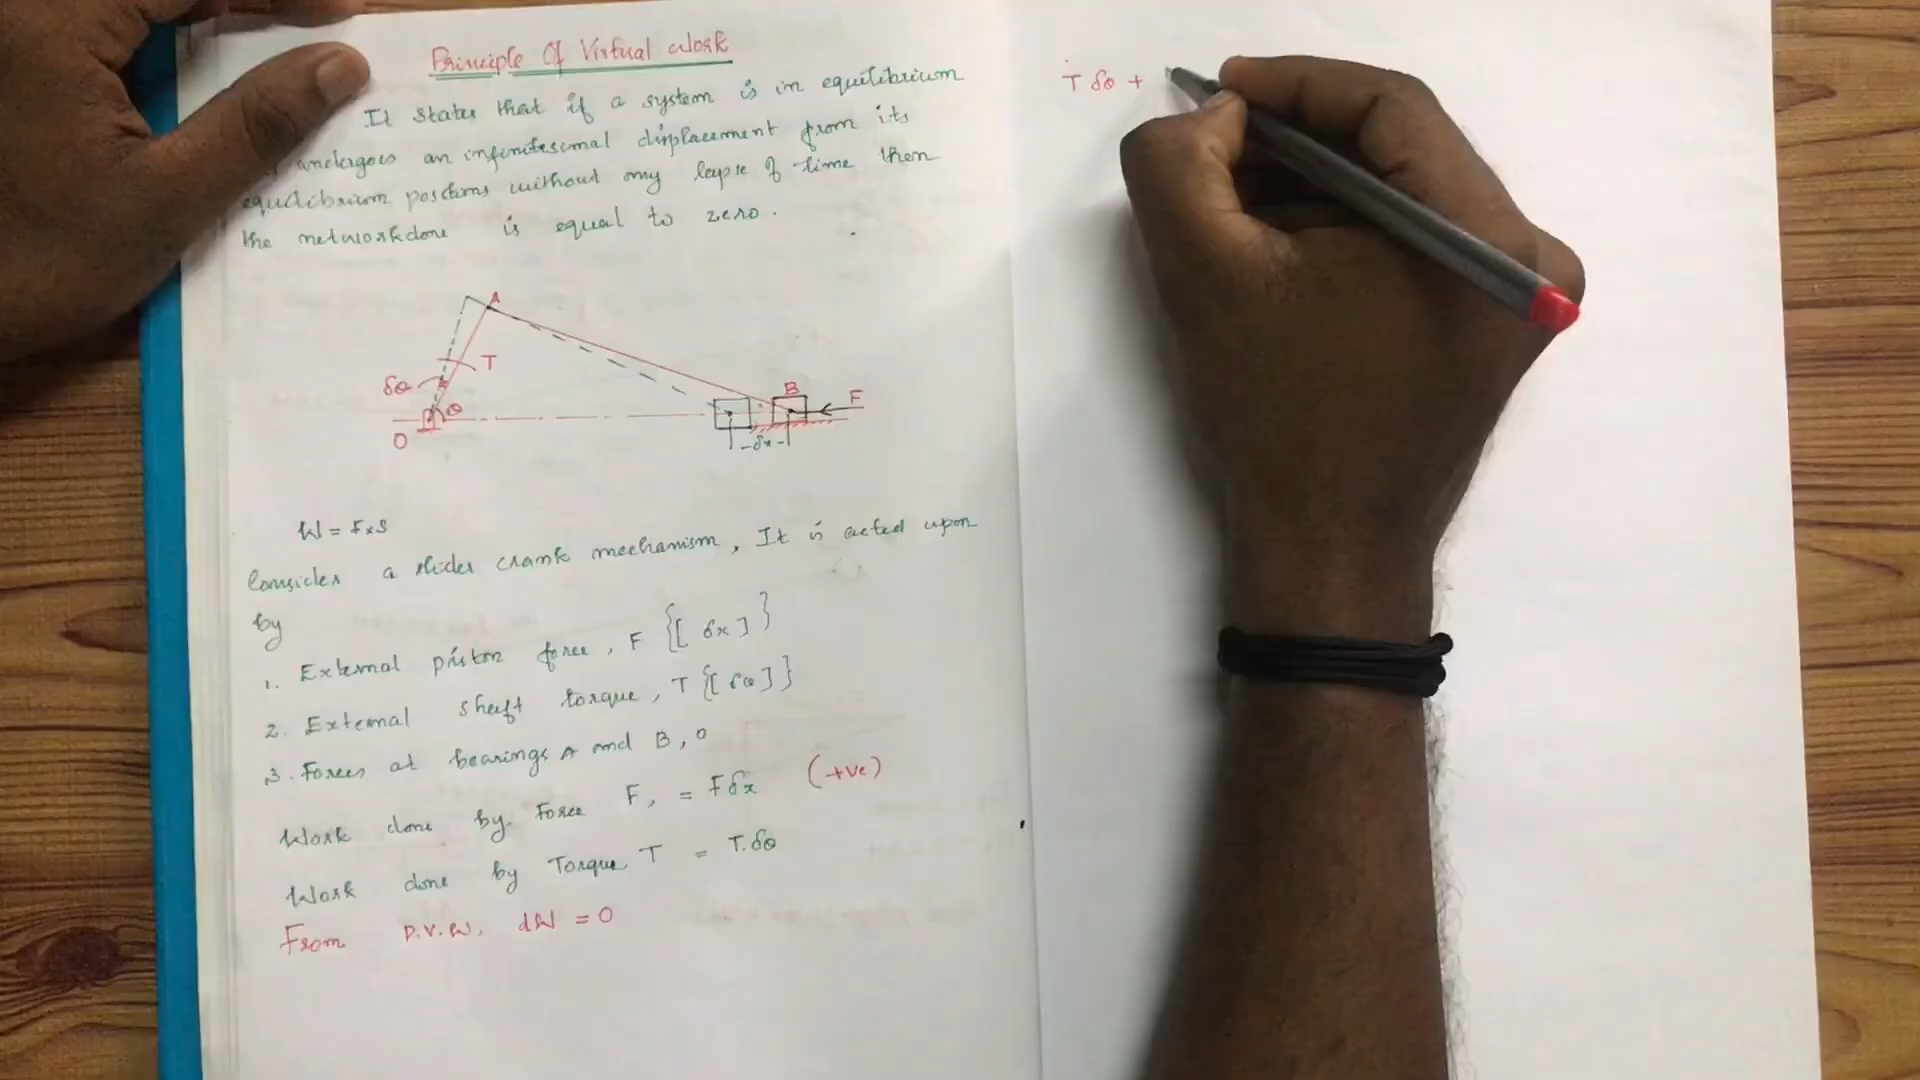 Principle Of Virtual Work
It states that if a system is in equilibrium
undergoes an infinitesimal displacement from its
equilibrium positions without any lapse of time then
the net workdone is equal to zero.
A
T
δθ
θ
O
B
F
δx
W = F×S
Consider a slider crank mechanism, It is acted upon
by
1. External piston force, F {[ δx ]}
2. External shaft torque, T {[ δθ ]}
3. Forces at bearings A and B, 0
Work done by Force F, = Fδx (+ve)
Work done by Torque T = T.δθ
From P.V.W, dW = 0
T δθ +